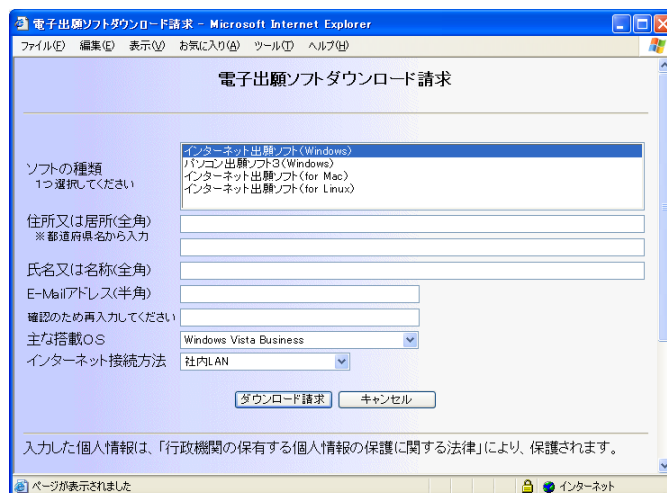 電子出願ソフトダウンロード請求 - Microsoft Internet Explorer
ファイル(F) 編集(E) 表示(V) お気に入り(A) ツール(T) ヘルプ(H)
電子出願ソフトダウンロード請求
ソフトの種類
1つ選択してください
インターネット出願ソフト(Windows)
パソコン出願ソフト3(Windows)
インターネット出願ソフト(for Mac)
インターネット出願ソフト(for Linux)
住所又は居所(全角)
※都道府県名から入力
氏名又は名称(全角)
E-Mailアドレス(半角)
確認のため再入力してください
主な搭載OS Windows Vista Business
インターネット接続方法 社内LAN
ダウンロード請求 キャンセル
入力した個人情報は、「行政機関の保有する個人情報の保護に関する法律」により、保護されます。
ページが表示されました インターネット